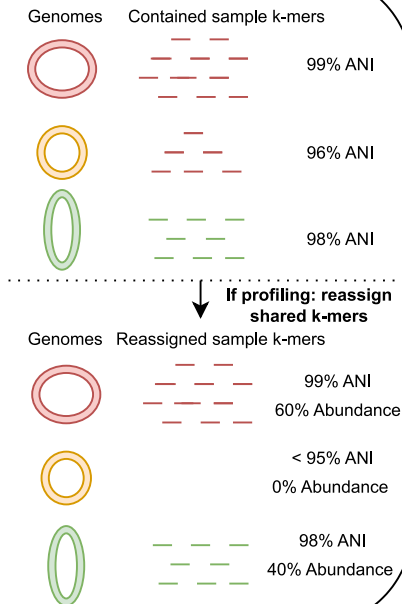 Genomes Contained sample k-mers
99% ANI
96% ANI
98% ANI
If profiling: reassign
shared k-mers
Genomes Reassigned sample k-mers
99% ANI
60% Abundance
< 95% ANI
0% Abundance
98% ANI
40% Abundance